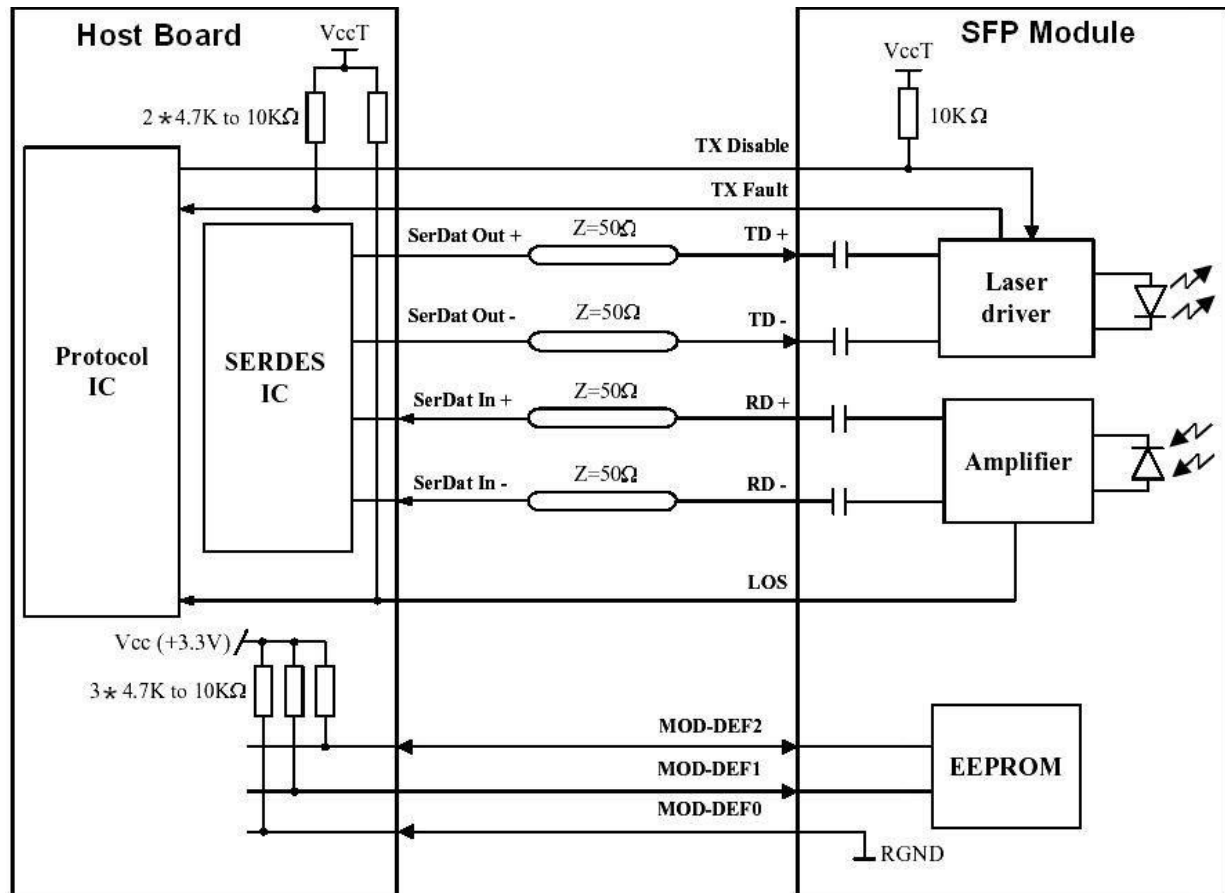 Host Board
SFP Module
VccT
VccT
2*4.7K to 10KΩ
10KΩ
TX Disable
TX Fault
SerDat Out +
Z=50Ω
TD +
Laser
driver
SerDat Out -
Z=50Ω
TD -
Protocol
IC
SERDES
IC
SerDat In +
Z=50Ω
RD +
Amplifier
SerDat In -
Z=50Ω
RD -
LOS
Vcc (+3.3V)
3*4.7K to 10KΩ
MOD-DEF2
MOD-DEF1
EEPROM
MOD-DEF0
RGND